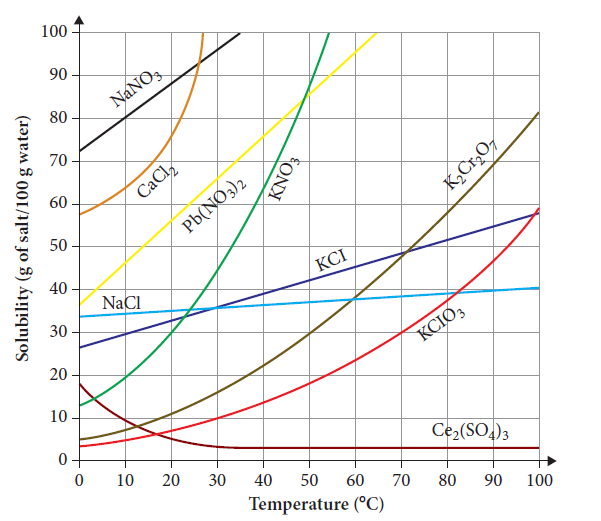 100
90
80
70
60
50
40
30
20
10
0
Solubility (g of salt/100 g water)
NaNO₃
CaCl₂
Pb(NO₃)₂
KNO₃
K₂Cr₂O₇
KCI
NaCl
KClO₃
Ce₂(SO₄)₃
0 10 20 30 40 50 60 70 80 90 100
Temperature (°C)